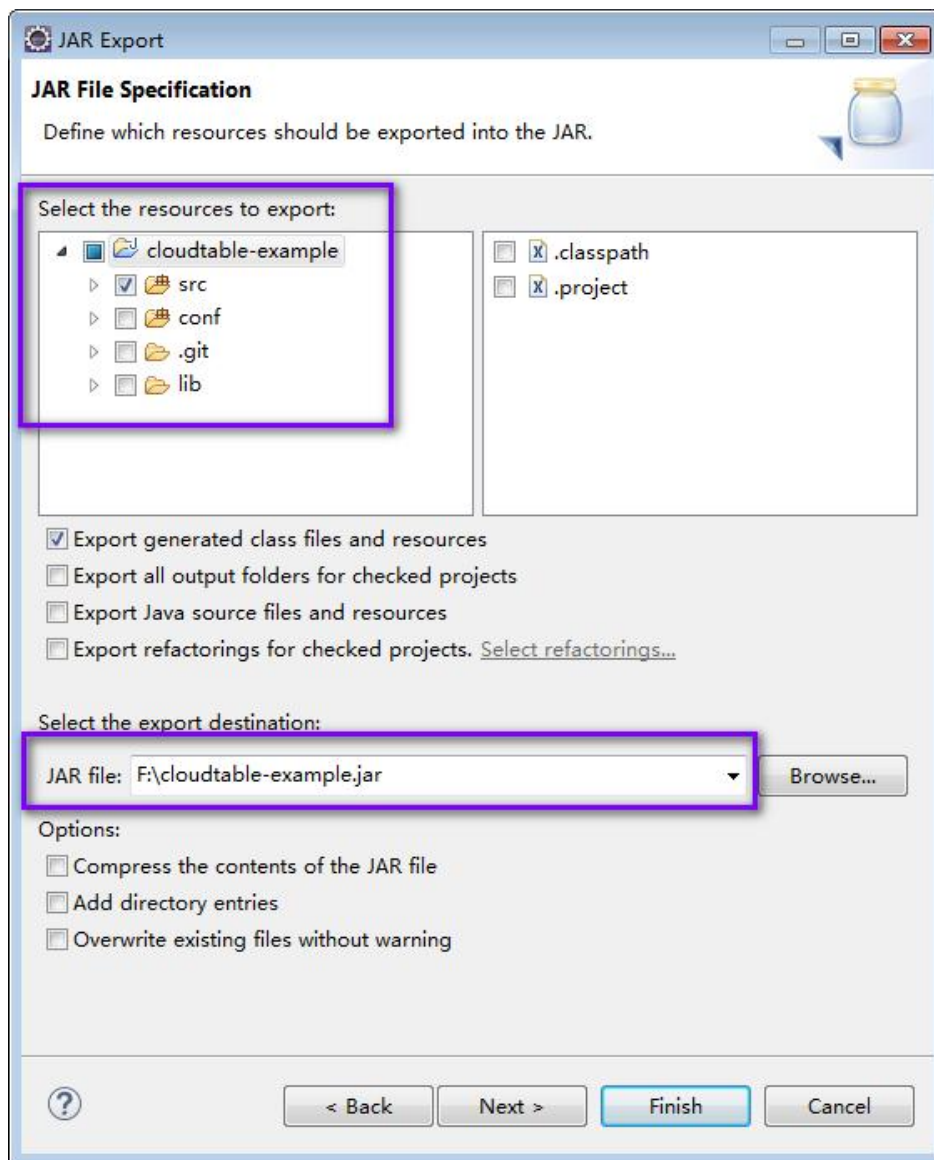 JAR Export
JAR File Specification
Define which resources should be exported into the JAR.
Select the resources to export:
cloudtable-example
src
conf
.git
lib
.classpath
.project
Export generated class files and resources
Export all output folders for checked projects
Export Java source files and resources
Export refactorings for checked projects. Select refactorings...
Select the export destination:
JAR file: F:\cloudtable-example.jar Browse...
Options:
Compress the contents of the JAR file
Add directory entries
Overwrite existing files without warning
? < Back Next > Finish Cancel